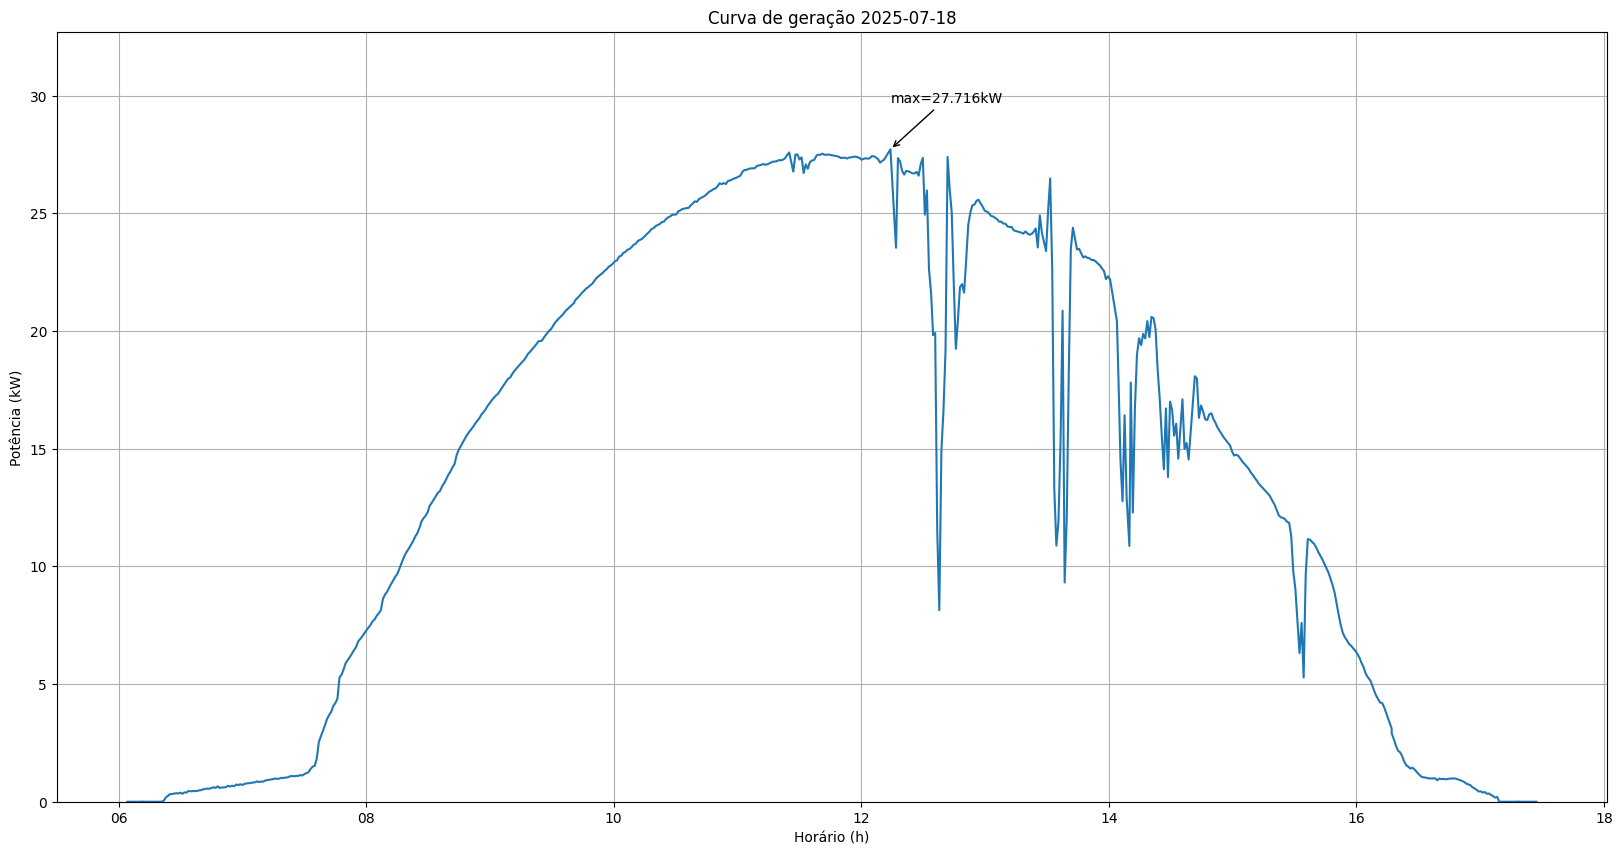 Curva de geração 2025-07-18
max=27.716kW
30
25
20
15
10
5
0
Potência (kW)
06 08 10 12 14 16 18
Horário (h)